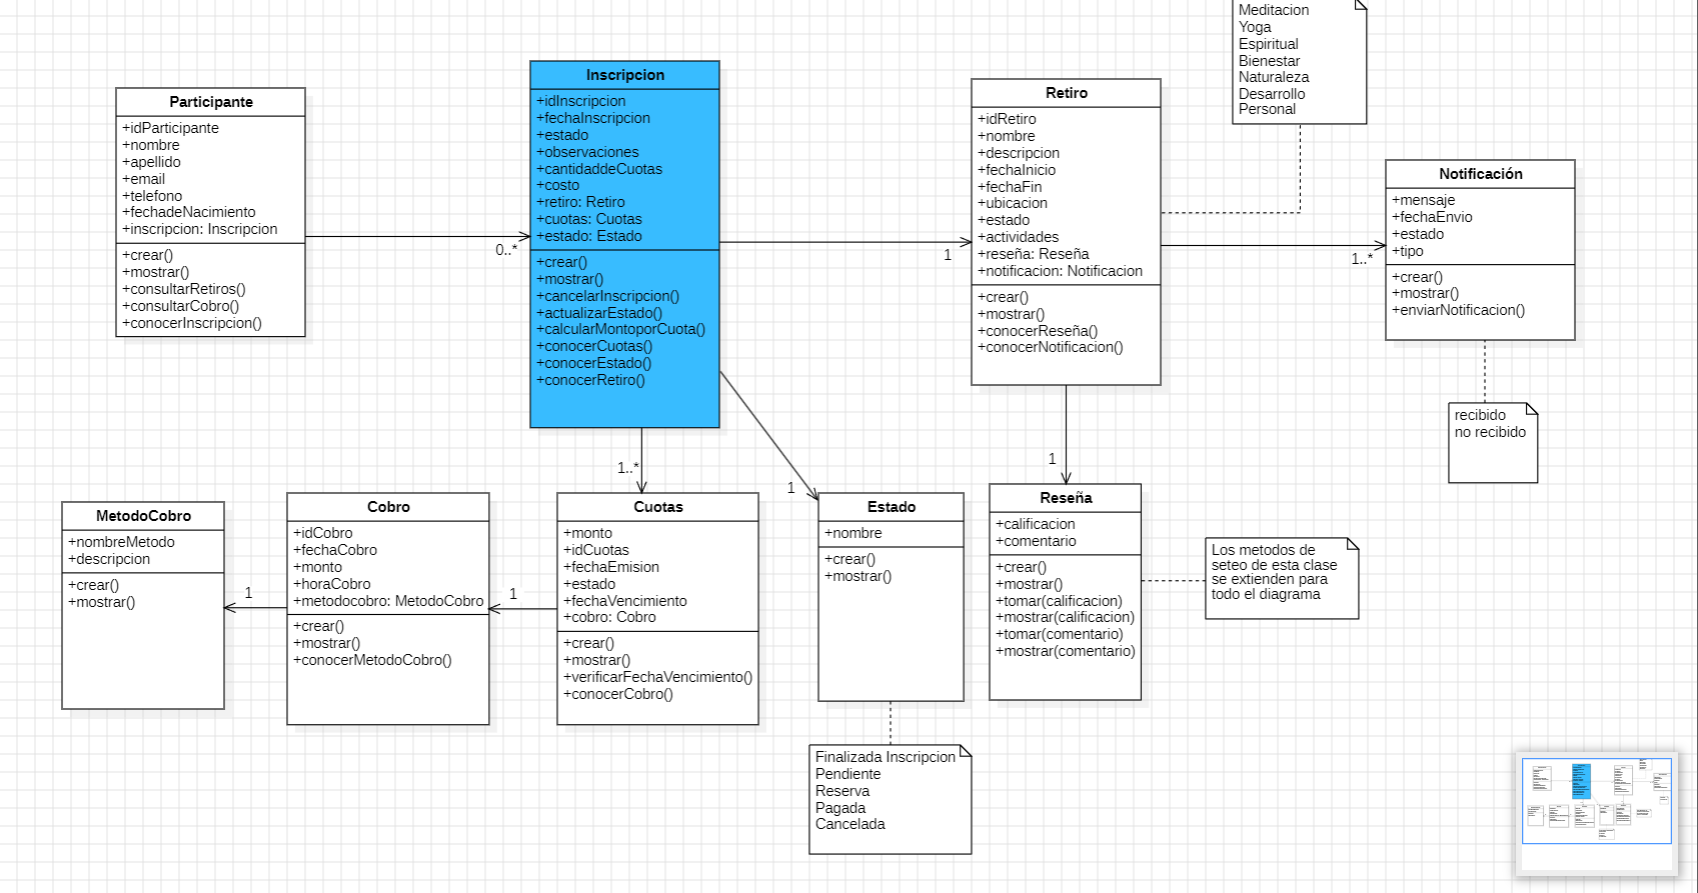 Meditacion
Yoga
Espiritual
Bienestar
Naturaleza
Desarrollo
Personal
Participante
+idParticipante
+nombre
+apellido
+email
+telefono
+fechadeNacimiento
+inscripcion: Inscripcion
+crear()
+mostrar()
+consultarRetiros()
+consultarCobro()
+conocerInscripcion()
0..*
Inscripcion
+idInscripcion
+fechaInscripcion
+estado
+observaciones
+cantidaddeCuotas
+costo
+retiro: Retiro
+cuotas: Cuotas
+estado: Estado
+crear()
+mostrar()
+cancelarInscripcion()
+actualizarEstado()
+calcularMontoporCuota()
+conocerCuotas()
+conocerEstado()
+conocerRetiro()
1
Retiro
+idRetiro
+nombre
+descripcion
+fechaInicio
+fechaFin
+ubicacion
+estado
+actividades
+reseña: Reseña
+notificacion: Notificacion
+crear()
+mostrar()
+conocerReseña()
+conocerNotificacion()
1..*
Notificación
+mensaje
+fechaEnvio
+estado
+tipo
+crear()
+mostrar()
+enviarNotificacion()
recibido
no recibido
1..*
1
1
MetodoCobro
+nombreMetodo
+descripcion
+crear()
+mostrar()
1
Cobro
+idCobro
+fechaCobro
+monto
+horaCobro
+metodocobro: MetodoCobro
+crear()
+mostrar()
+conocerMetodoCobro()
1
Cuotas
+monto
+idCuotas
+fechaEmision
+estado
+fechaVencimiento
+cobro: Cobro
+crear()
+mostrar()
+verificarFechaVencimiento()
+conocerCobro()
Estado
+nombre
+crear()
+mostrar()
Reseña
+calificacion
+comentario
+crear()
+mostrar()
+tomar(calificacion)
+mostrar(calificacion)
+tomar(comentario)
+mostrar(comentario)
Los metodos de
seteo de esta clase
se extienden para
todo el diagrama
Finalizada Inscripcion
Pendiente
Reserva
Pagada
Cancelada